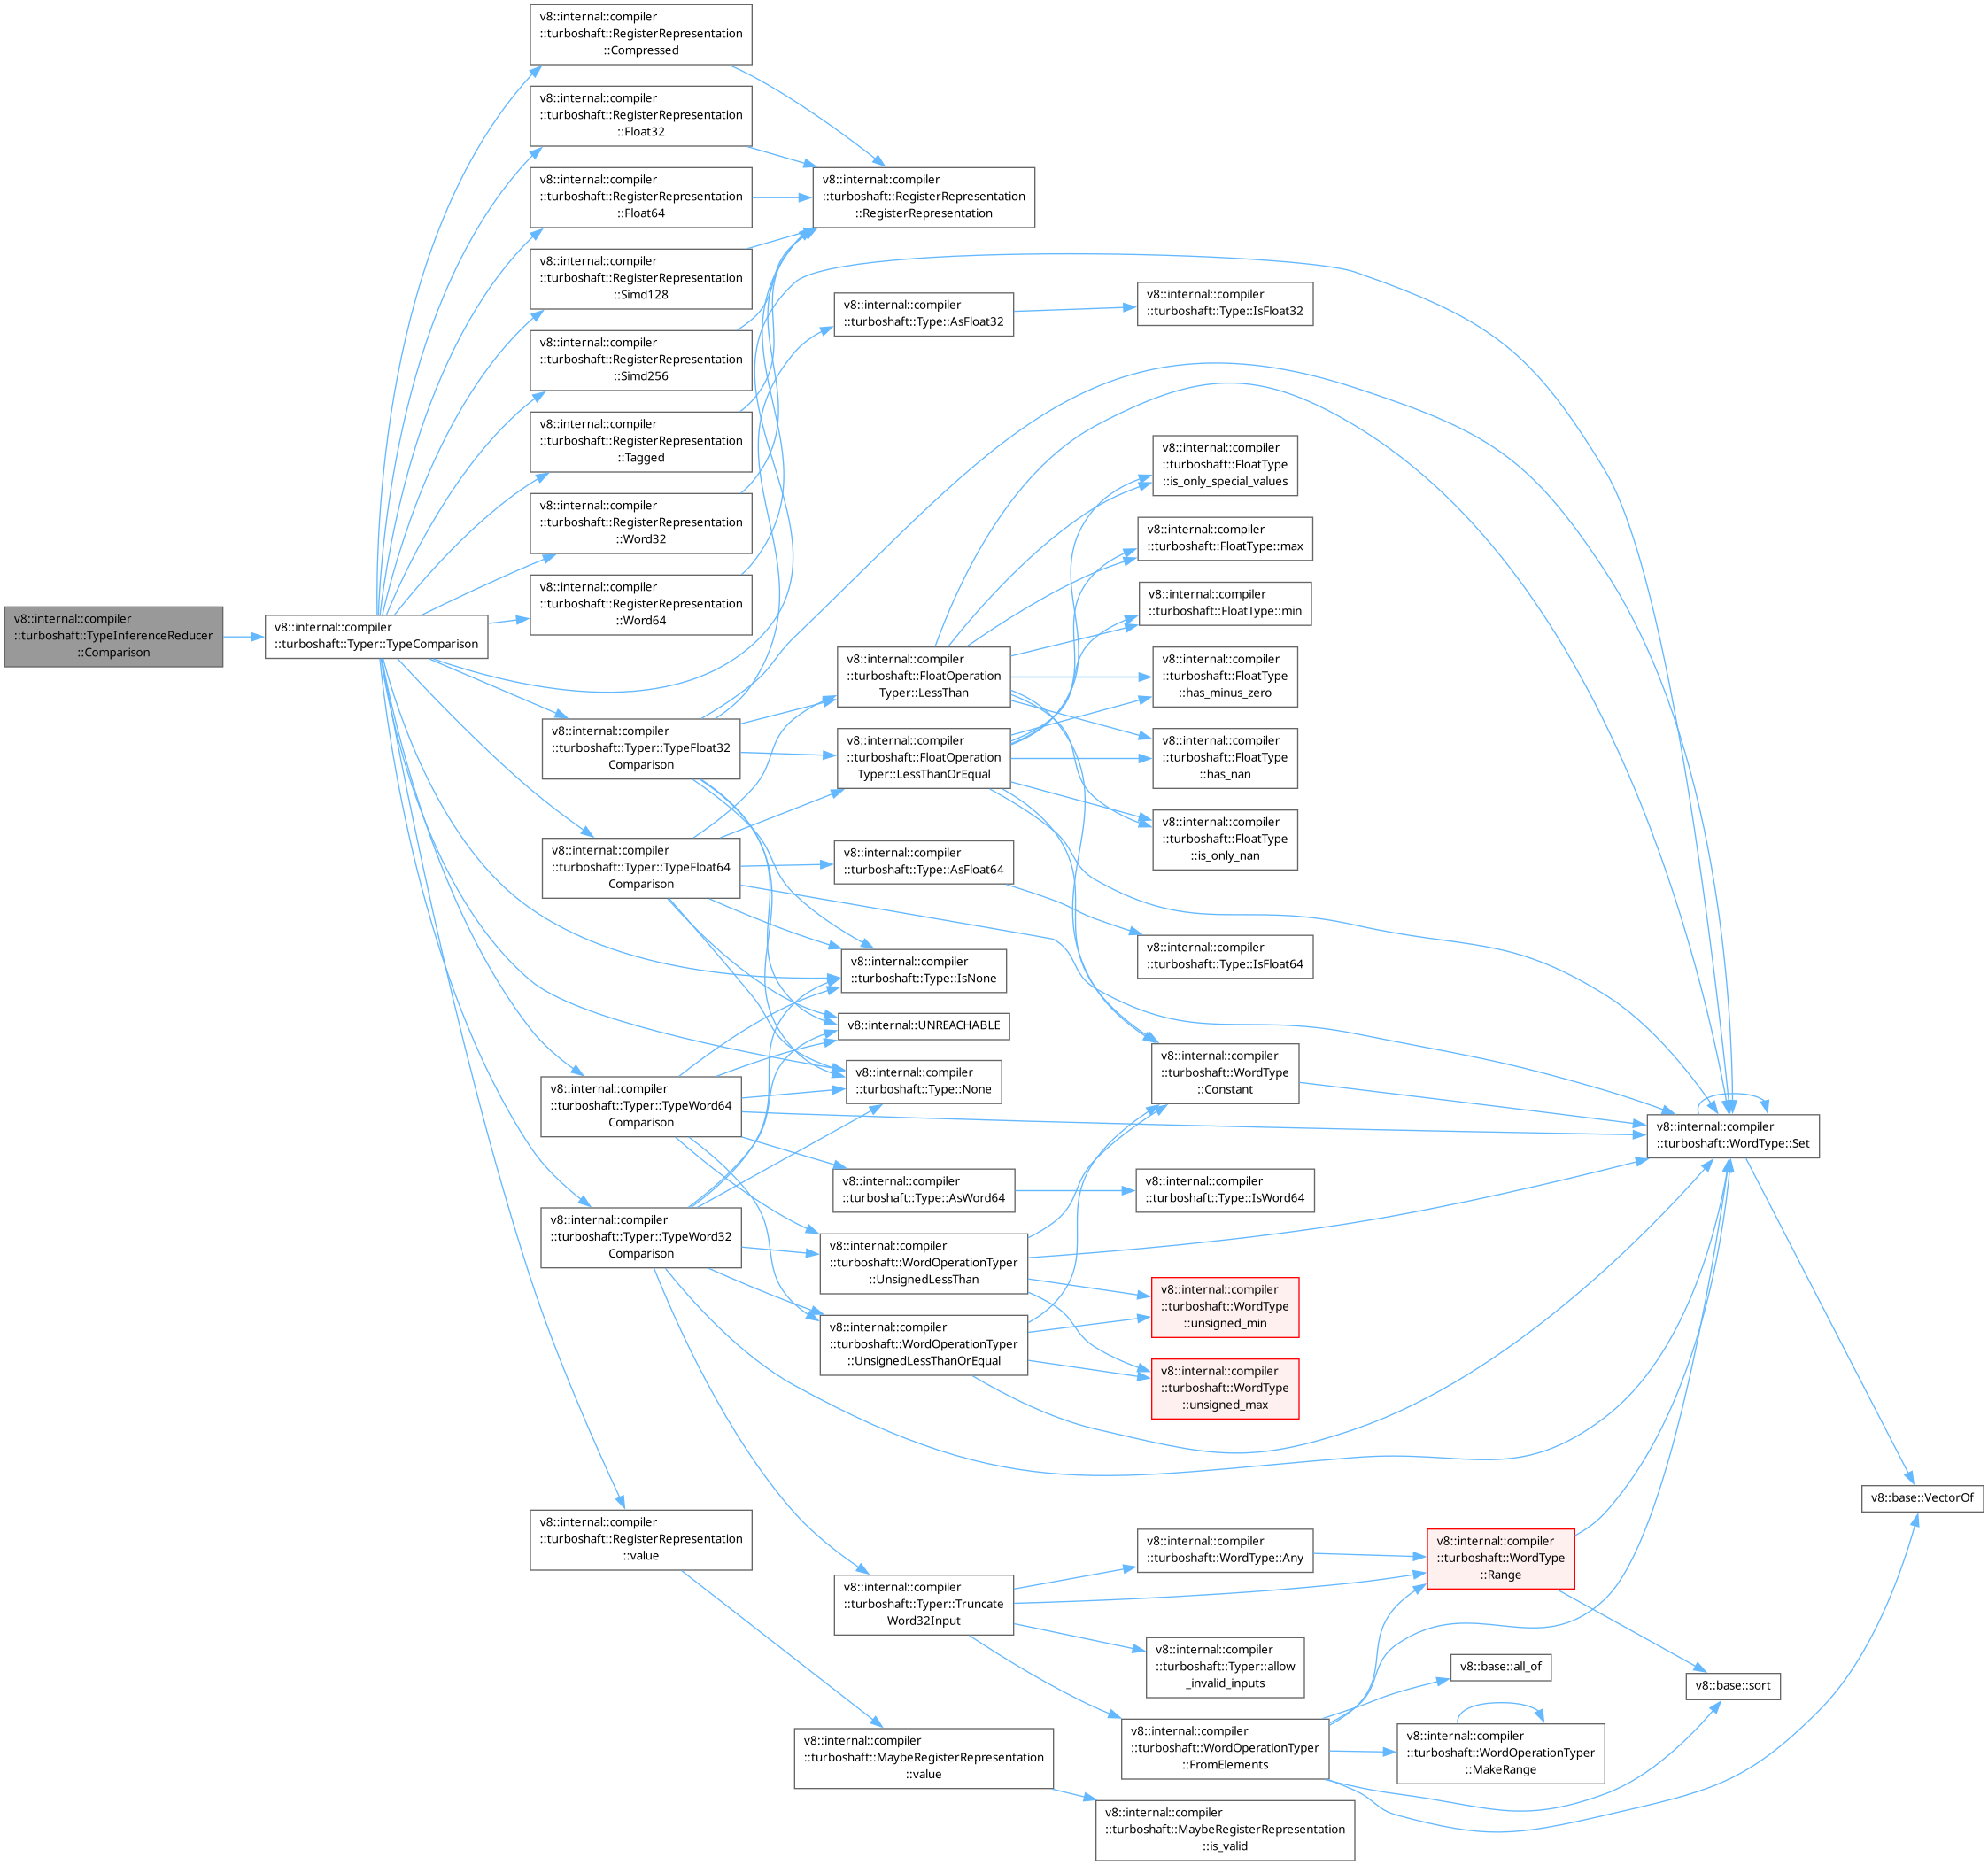 v8::internal::compiler
::turboshaft::TypeInferenceReducer
::Comparison
v8::internal::compiler
::turboshaft::Typer::TypeComparison
v8::internal::compiler
::turboshaft::RegisterRepresentation
::Compressed
v8::internal::compiler
::turboshaft::RegisterRepresentation
::Float32
v8::internal::compiler
::turboshaft::RegisterRepresentation
::Float64
v8::internal::compiler
::turboshaft::RegisterRepresentation
::Simd128
v8::internal::compiler
::turboshaft::RegisterRepresentation
::Simd256
v8::internal::compiler
::turboshaft::RegisterRepresentation
::Tagged
v8::internal::compiler
::turboshaft::RegisterRepresentation
::Word32
v8::internal::compiler
::turboshaft::RegisterRepresentation
::Word64
v8::internal::compiler
::turboshaft::Typer::TypeFloat32
Comparison
v8::internal::compiler
::turboshaft::Typer::TypeFloat64
Comparison
v8::internal::compiler
::turboshaft::Typer::TypeWord64
Comparison
v8::internal::compiler
::turboshaft::Typer::TypeWord32
Comparison
v8::internal::compiler
::turboshaft::RegisterRepresentation
::value
v8::internal::compiler
::turboshaft::RegisterRepresentation
::RegisterRepresentation
v8::internal::compiler
::turboshaft::Type::AsFloat32
v8::internal::compiler
::turboshaft::FloatOperation
Typer::LessThan
v8::internal::compiler
::turboshaft::FloatOperation
Typer::LessThanOrEqual
v8::internal::compiler
::turboshaft::Type::AsFloat64
v8::internal::compiler
::turboshaft::Type::IsNone
v8::internal::UNREACHABLE
v8::internal::compiler
::turboshaft::Type::None
v8::internal::compiler
::turboshaft::Type::AsWord64
v8::internal::compiler
::turboshaft::WordOperationTyper
::UnsignedLessThan
v8::internal::compiler
::turboshaft::WordOperationTyper
::UnsignedLessThanOrEqual
v8::internal::compiler
::turboshaft::Typer::Truncate
Word32Input
v8::internal::compiler
::turboshaft::MaybeRegisterRepresentation
::value
v8::internal::compiler
::turboshaft::Type::IsFloat32
v8::internal::compiler
::turboshaft::FloatType
::is_only_special_values
v8::internal::compiler
::turboshaft::FloatType::max
v8::internal::compiler
::turboshaft::FloatType::min
v8::internal::compiler
::turboshaft::FloatType
::has_minus_zero
v8::internal::compiler
::turboshaft::FloatType
::has_nan
v8::internal::compiler
::turboshaft::FloatType
::is_only_nan
v8::internal::compiler
::turboshaft::Type::IsFloat64
v8::internal::compiler
::turboshaft::WordType
::Constant
v8::internal::compiler
::turboshaft::Type::IsWord64
v8::internal::compiler
::turboshaft::WordType
::unsigned_min
v8::internal::compiler
::turboshaft::WordType
::unsigned_max
v8::internal::compiler
::turboshaft::WordType::Any
v8::internal::compiler
::turboshaft::Typer::allow
_invalid_inputs
v8::internal::compiler
::turboshaft::WordOperationTyper
::FromElements
v8::internal::compiler
::turboshaft::MaybeRegisterRepresentation
::is_valid
v8::internal::compiler
::turboshaft::WordType
::Range
v8::base::all_of
v8::internal::compiler
::turboshaft::WordOperationTyper
::MakeRange
v8::internal::compiler
::turboshaft::WordType::Set
v8::base::sort
v8::base::VectorOf